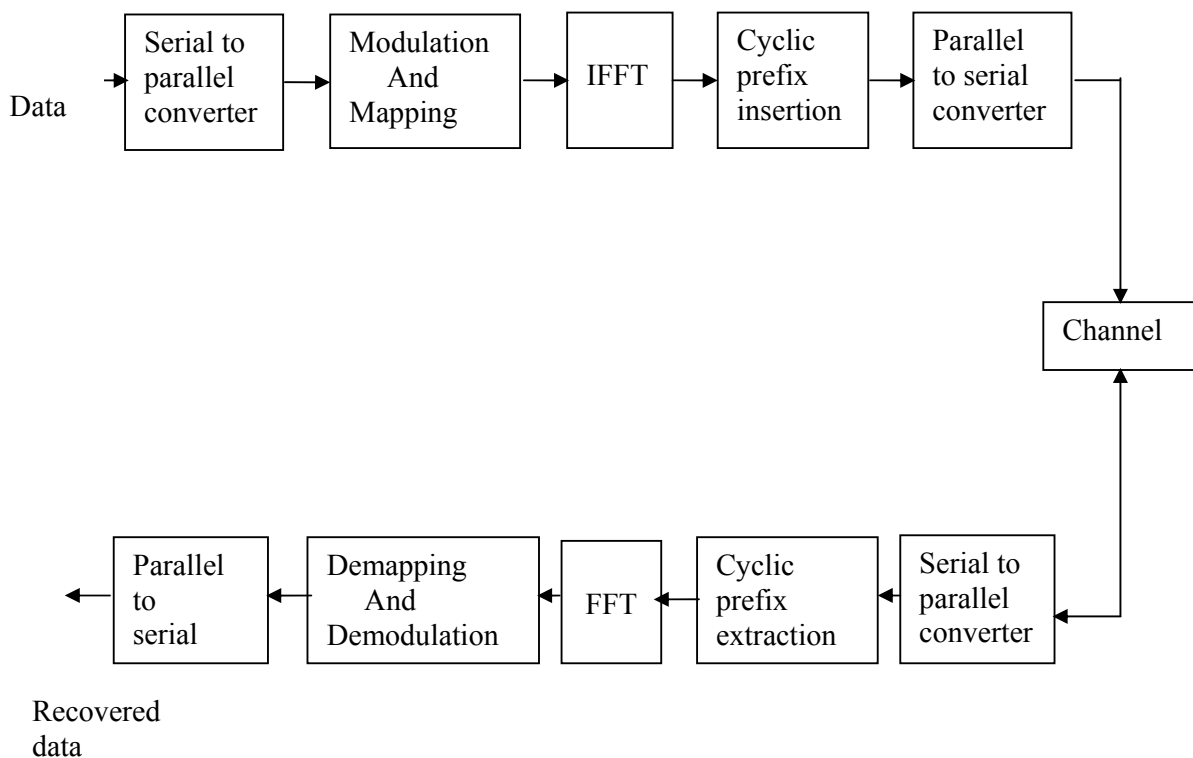 Data
Serial to
parallel
converter
Modulation
And
Mapping
IFFT
Cyclic
prefix
insertion
Parallel
to serial
converter
Channel
Parallel
to
serial
Demapping
And
Demodulation
FFT
Cyclic
prefix
extraction
Serial to
parallel
converter
Recovered
data